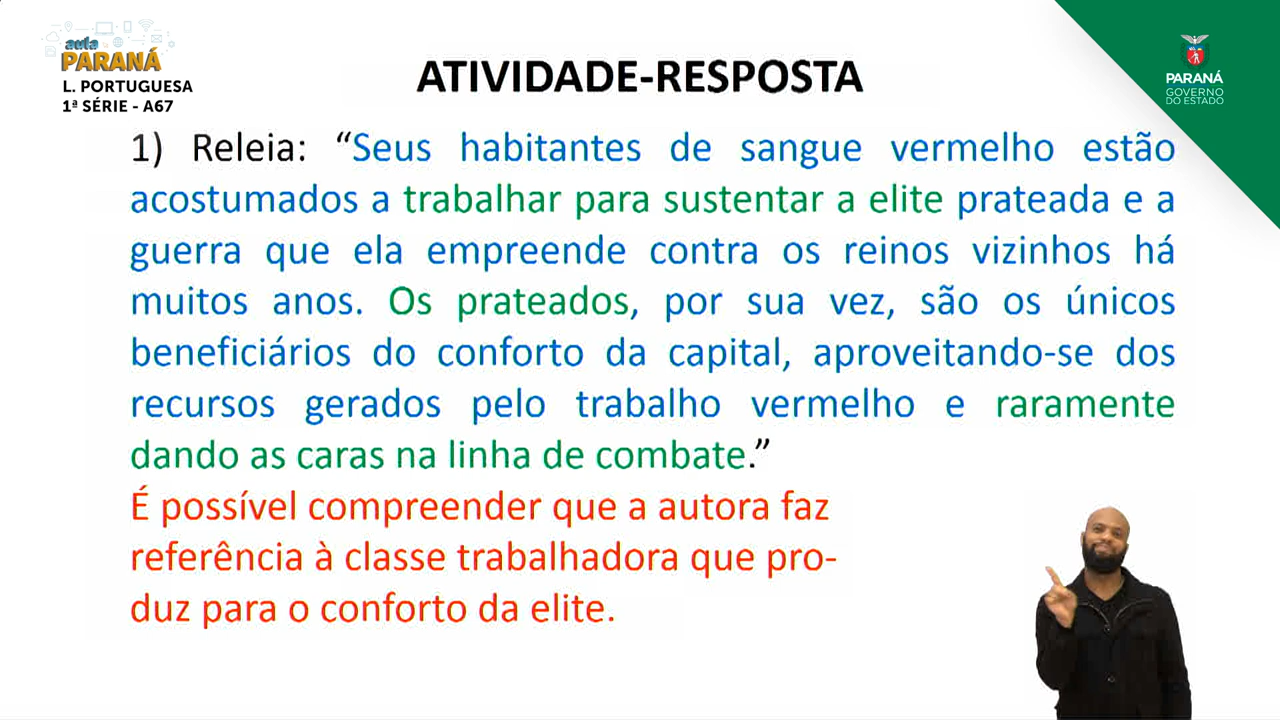 aula
PARANÁ
L. PORTUGUESA
1ª SÉRIE - A67
ATIVIDADE-RESPOSTA
PARANÁ
GOVERNO
DO ESTADO
1) Releia: “Seus habitantes de sangue vermelho estão
acostumados a trabalhar para sustentar a elite prateada e a
guerra que ela empreende contra os reinos vizinhos há
muitos anos. Os prateados, por sua vez, são os únicos
beneficiários do conforto da capital, aproveitando-se dos
recursos gerados pelo trabalho vermelho e raramente
dando as caras na linha de combate.”
É possível compreender que a autora faz
referência à classe trabalhadora que pro-
duz para o conforto da elite.